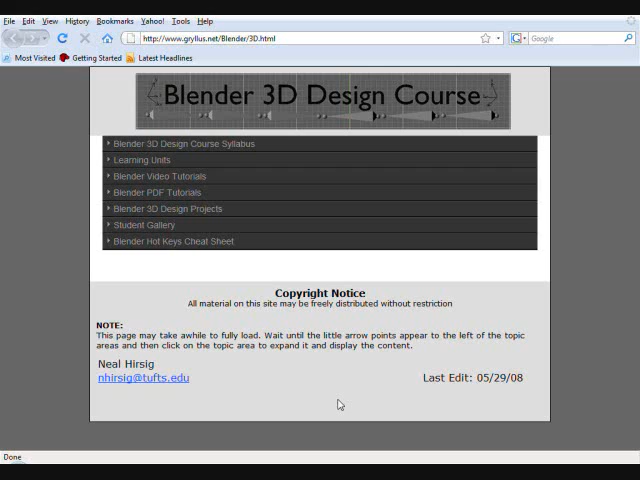 File Edit View History Bookmarks Yahoo! Tools Help
http://www.gryllus.net/Blender/3D.html
Google
Most Visited Getting Started Latest Headlines
Blender 3D Design Course
Blender 3D Design Course Syllabus
Learning Units
Blender Video Tutorials
Blender PDF Tutorials
Blender 3D Design Projects
Student Gallery
Blender Hot Keys Cheat Sheet
Copyright Notice
All material on this site may be freely distributed without restriction
NOTE:
This page may take awhile to fully load. Wait until the little arrow points appear to the left of the topic
areas and then click on the topic area to expand it and display the content.
Neal Hirsig
nhirsig@tufts.edu Last Edit: 05/29/08
Done